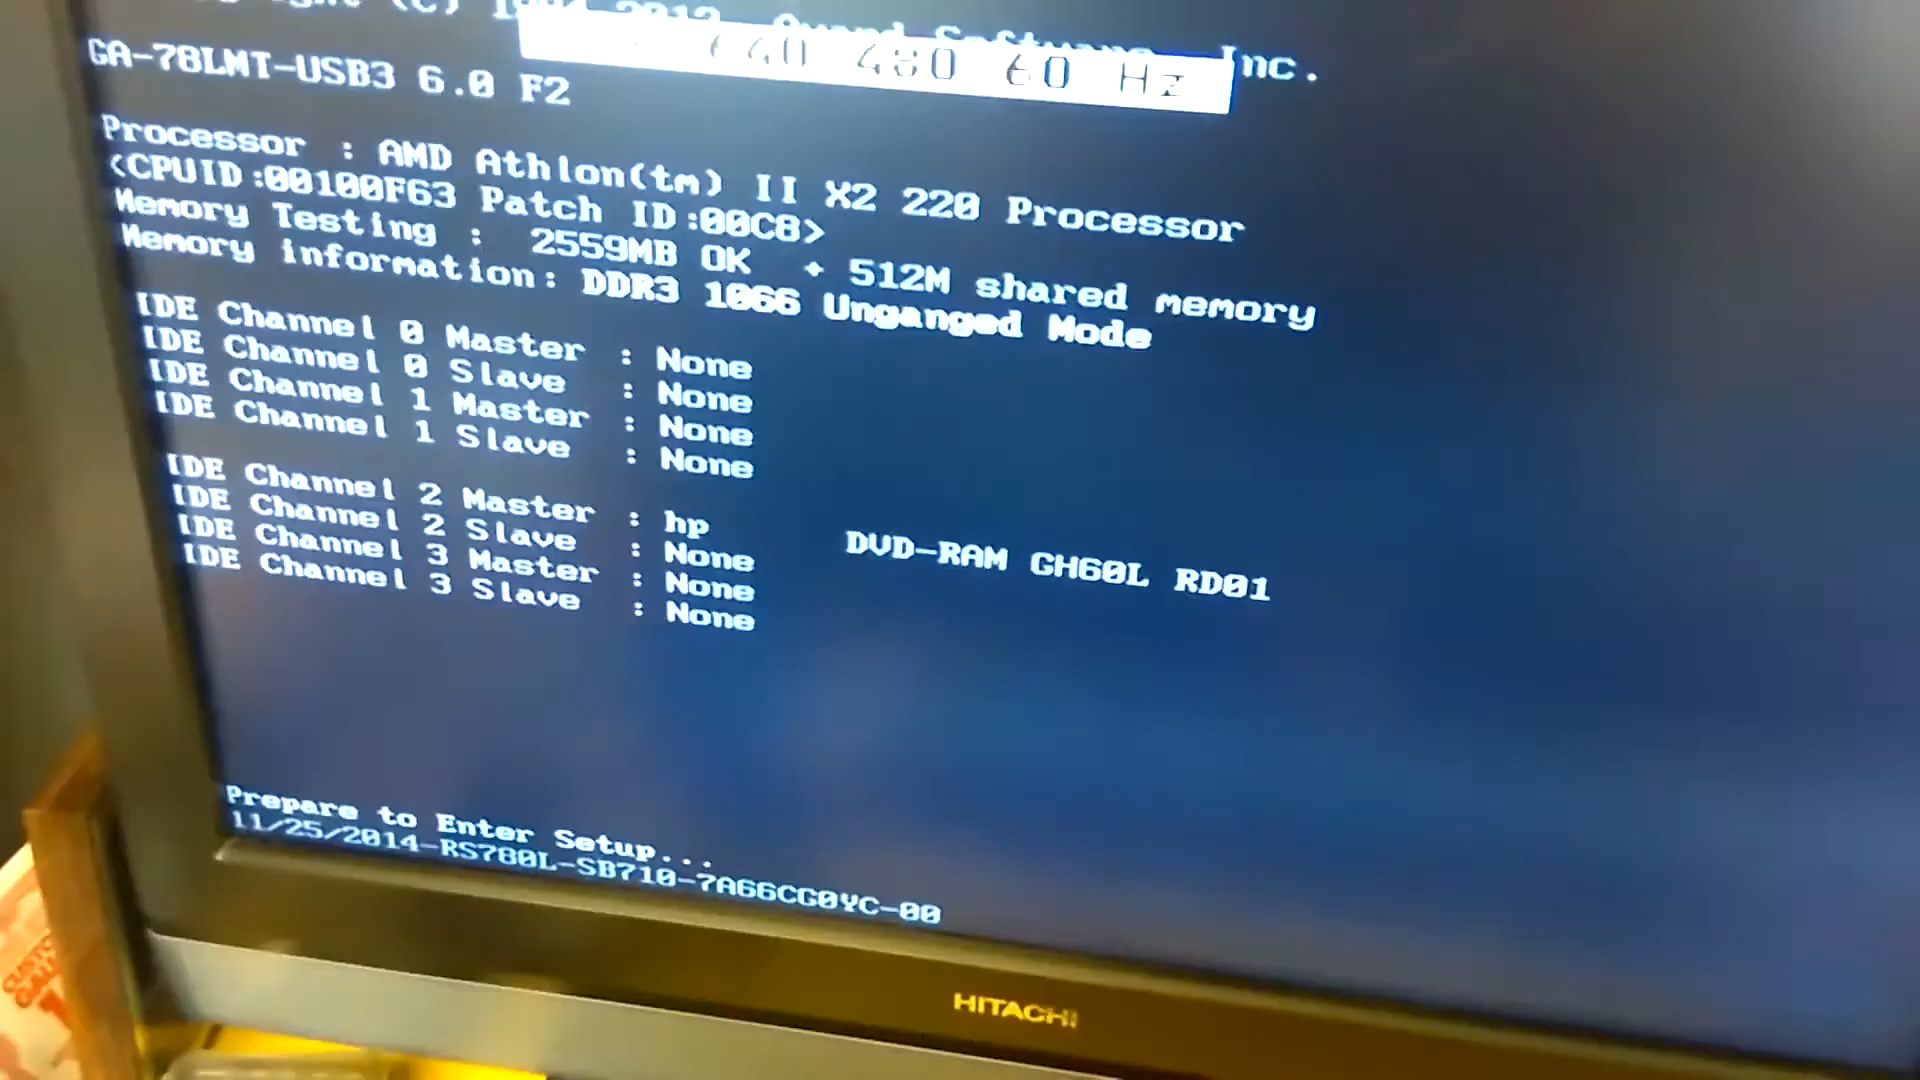 (C) Award Software, Inc.
640 480 60 Hz
GA-78LMT-USB3 6.0 F2
Processor : AMD Athlon(tm) II X2 220 Processor
<CPUID:00100F63 Patch ID:00C8>
Memory Testing : 2559MB OK + 512M shared memory
Memory information: DDR3 1066 Unganged Mode
IDE Channel 0 Master : None
IDE Channel 0 Slave : None
IDE Channel 1 Master : None
IDE Channel 1 Slave : None
IDE Channel 2 Master : hp DVD-RAM GH60L RD01
IDE Channel 2 Slave : None
IDE Channel 3 Master : None
IDE Channel 3 Slave : None
Prepare to Enter Setup...
11/25/2014-RS780L-SB710-7A66CG0YC-00
HITACHI